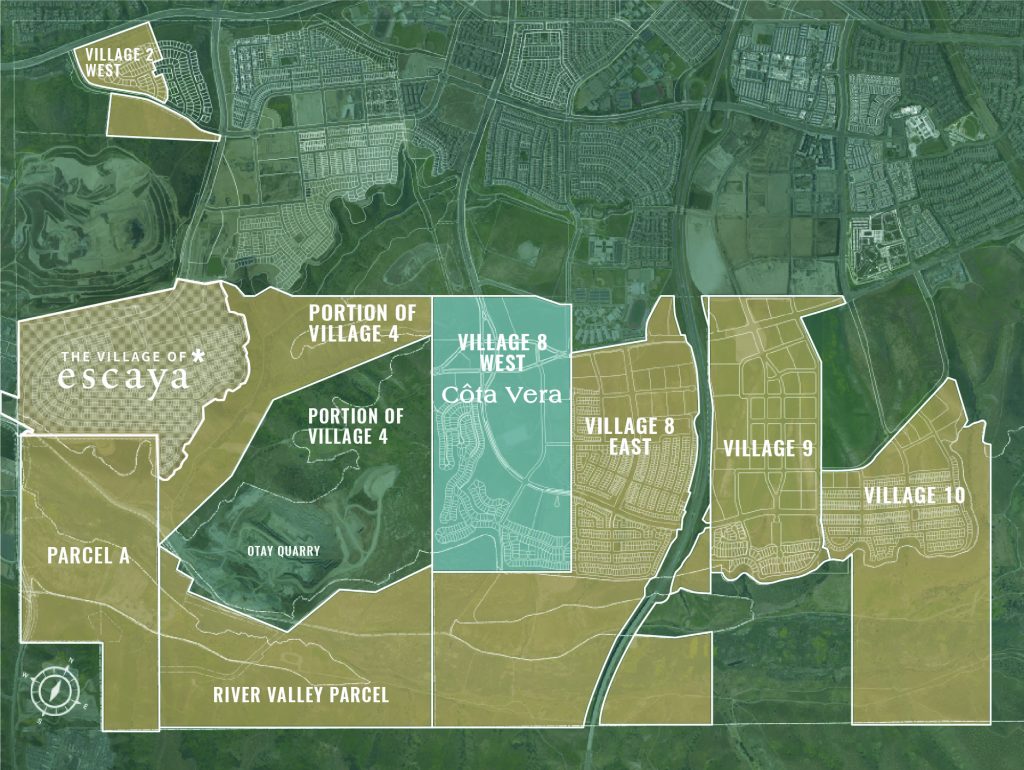 VILLAGE 2
WEST
PORTION OF
VILLAGE 4
THE VILLAGE OF*
escaya
VILLAGE 8
WEST
Côta Vera
PORTION OF
VILLAGE 4
VILLAGE 8
EAST
VILLAGE 9
VILLAGE 10
OTAY QUARRY
PARCEL A
RIVER VALLEY PARCEL
N
W
E
S